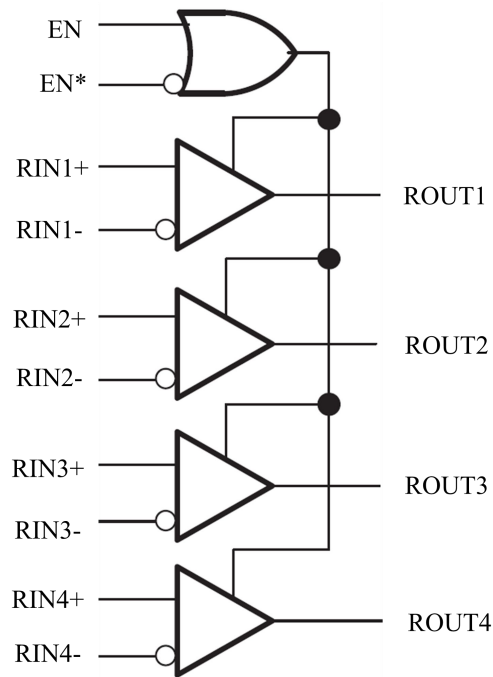 EN
EN*
RIN1+
ROUT1
RIN1-
RIN2+
ROUT2
RIN2-
RIN3+
ROUT3
RIN3-
RIN4+
ROUT4
RIN4-